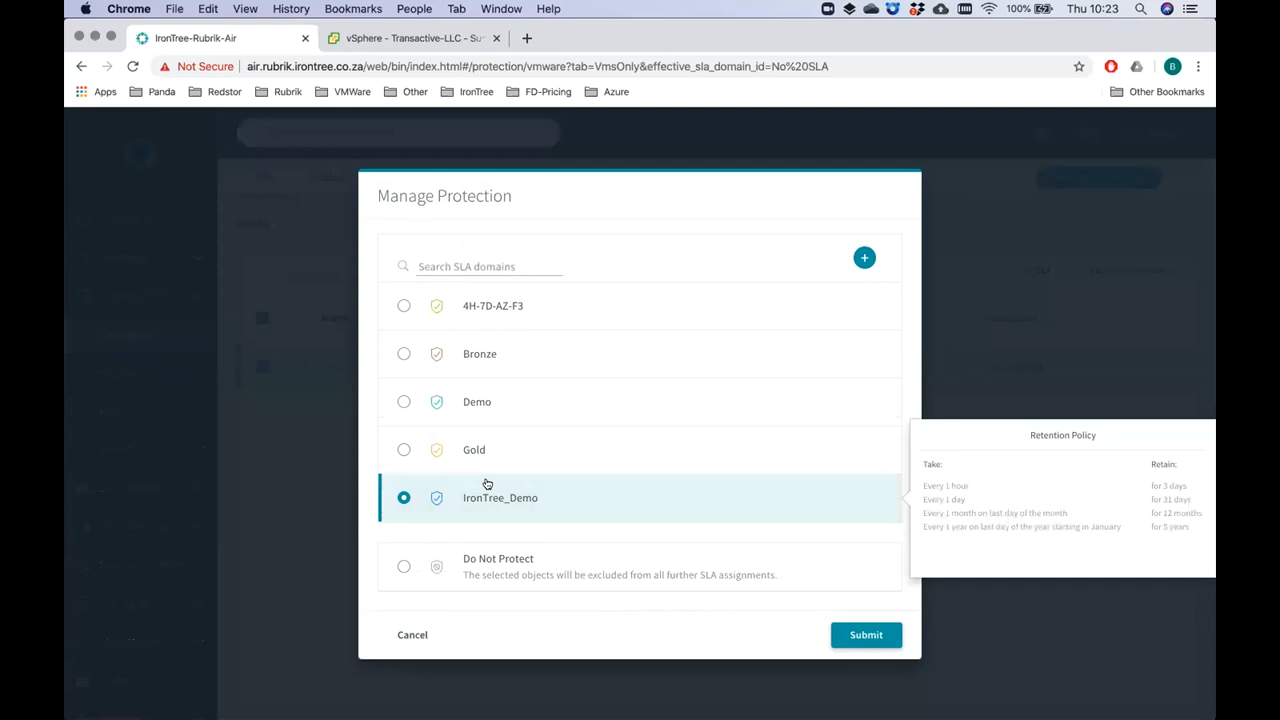 Chrome File Edit View History Bookmarks People Tab Window Help 100% Thu 10:23
IronTree-Rubrik-Air vSphere - Transactive-LLC - Su
Not Secure air.rubrik.irontree.co.za/web/bin/index.html#/protection/vmware?tab=VmsOnly&effective_sla_domain_id=No%20SLA B
Apps Panda Redstor Rubrik VMWare Other IronTree FD-Pricing Azure Other Bookmarks
Manage Protection
Search SLA domains
4H-7D-AZ-F3
Bronze
Demo
Gold
IronTree_Demo
Do Not Protect
The selected objects will be excluded from all further SLA assignments.
Cancel Submit
Retention Policy
Take: Retain:
Every 1 hour for 3 days
Every 1 day for 31 days
Every 1 month on last day of the month for 12 months
Every 1 year on last day of the year starting in January for 5 years